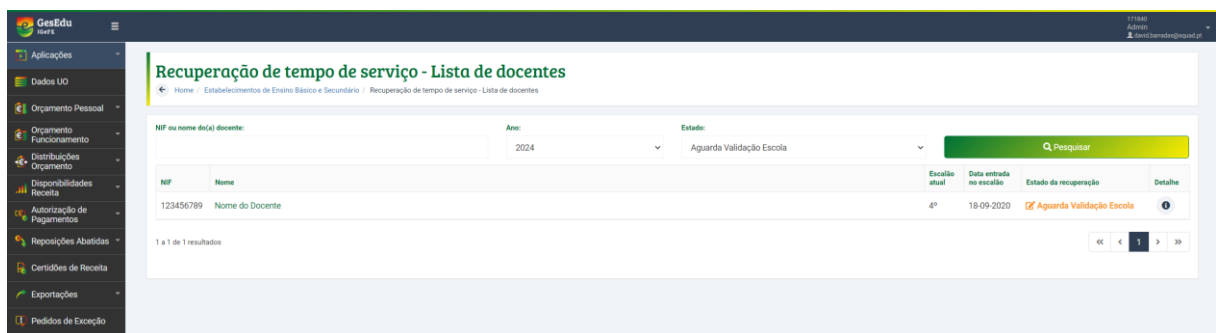 GesEdu
IGeFE
171840
Admin
david.barradas@squad.pt
Aplicações
Dados UO
Orçamento Pessoal
Orçamento
Funcionamento
Distribuições
Orçamento
Disponibilidades
Receita
Autorização de
Pagamentos
Reposições Abatidas
Certidões de Receita
Exportações
Pedidos de Exceção
Recuperação de tempo de serviço - Lista de docentes
Home / Estabelecimentos de Ensino Básico e Secundário / Recuperação de tempo de serviço - Lista de docentes
NIF ou nome do(a) docente: Ano: Estado:
2024 Aguarda Validação Escola Pesquisar
NIF Nome Escalão atual Data entrada no escalão Estado da recuperação Detalhe
123456789 Nome do Docente 4º 18-09-2020 Aguarda Validação Escola
1 a 1 de 1 resultados « ‹ 1 › »